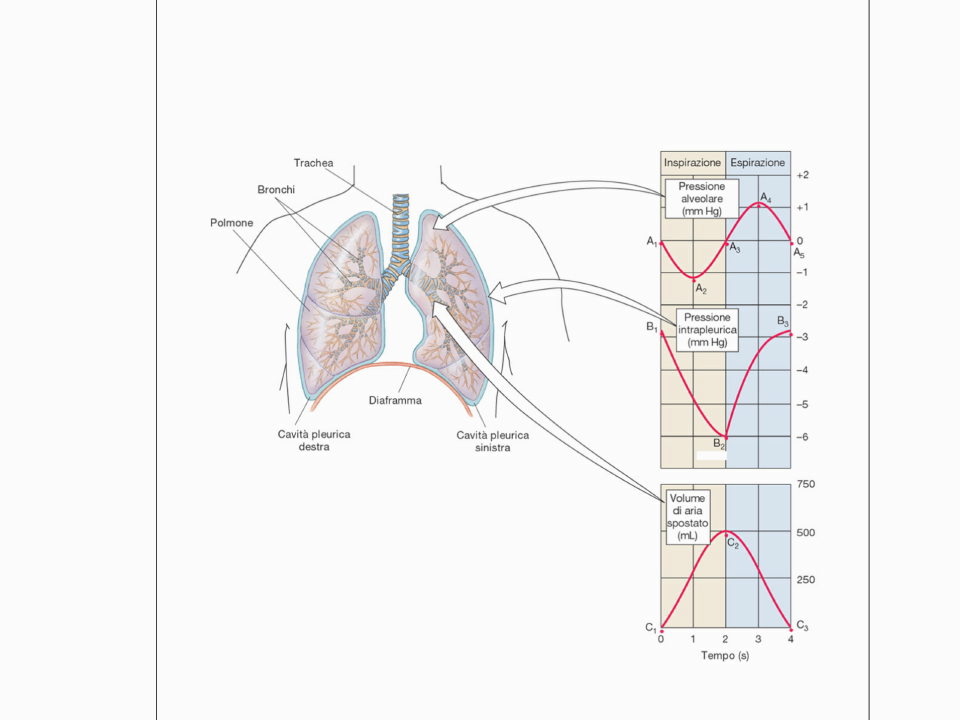 Trachea
Bronchi
Polmone
Diaframma
Cavità pleurica
destra
Cavità pleurica
sinistra
Inspirazione Espirazione
Pressione
alveolare
(mm Hg)
+2
+1
0
–1
–2
–3
–4
–5
–6
A1
A2
A3
A4
A5
Pressione
intrapleurica
(mm Hg)
B1
B2
B3
Volume
di aria
spostato
(mL)
750
500
250
C1
C2
C3
0 1 2 3 4
Tempo (s)